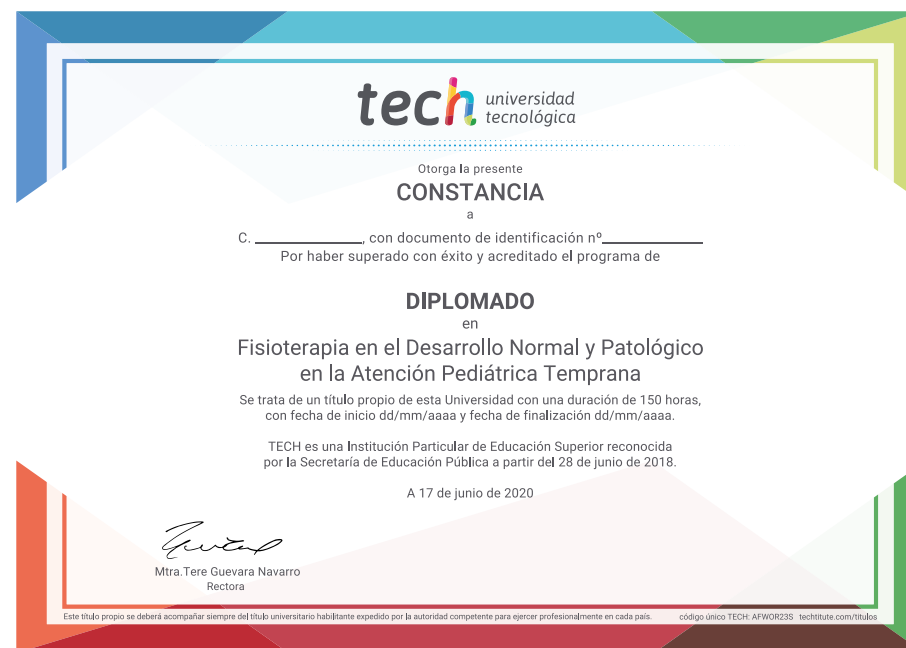 tech universidad
tecnológica
Otorga la presente
CONSTANCIA
a
C. ____________, con documento de identificación nº____________
Por haber superado con éxito y acreditado el programa de
DIPLOMADO
en
Fisioterapia en el Desarrollo Normal y Patológico
en la Atención Pediátrica Temprana
Se trata de un título propio de esta Universidad con una duración de 150 horas,
con fecha de inicio dd/mm/aaaa y fecha de finalización dd/mm/aaaa.
TECH es una Institución Particular de Educación Superior reconocida
por la Secretaría de Educación Pública a partir del 28 de junio de 2018.
A 17 de junio de 2020
Mtra.Tere Guevara Navarro
Rectora
Este título propio se deberá acompañar siempre del título universitario habilitante expedido por la autoridad competente para ejercer profesionalmente en cada país. código único TECH: AFWOR23S techtitute.com/titulos